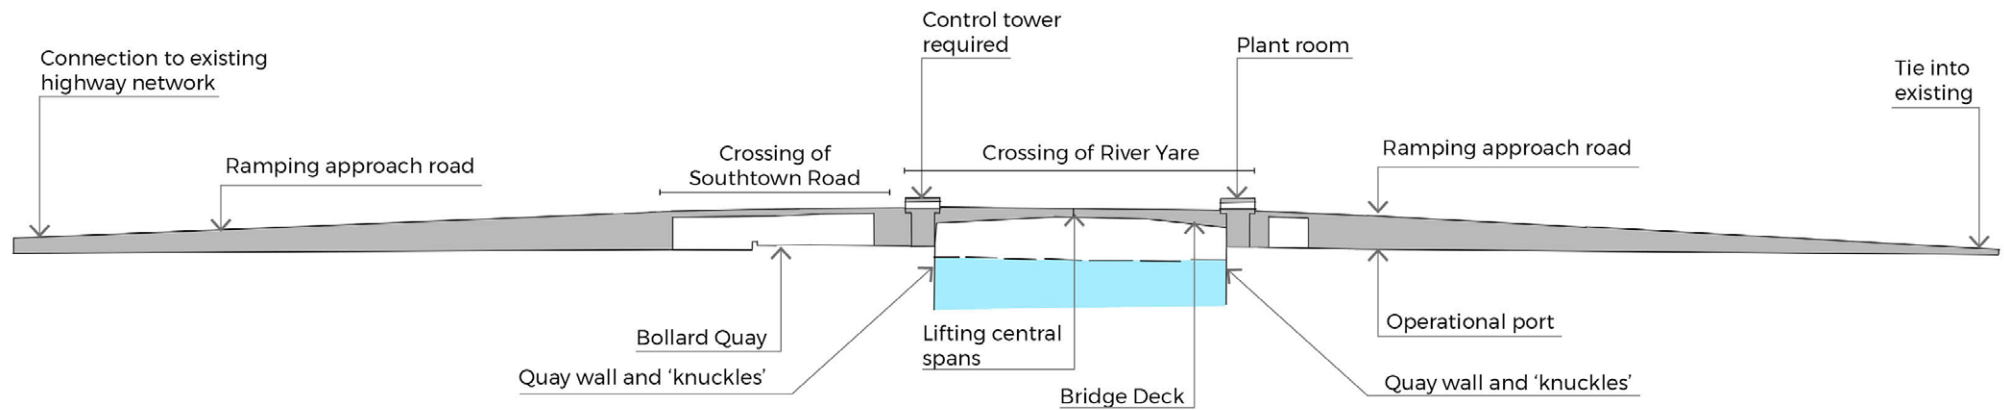 Control tower
required
Plant room
Connection to existing
highway network
Tie into
existing
Ramping approach road
Crossing of
Southtown Road
Crossing of River Yare
Ramping approach road
Bollard Quay
Lifting central
spans
Operational port
Quay wall and ‘knuckles’
Bridge Deck
Quay wall and ‘knuckles’